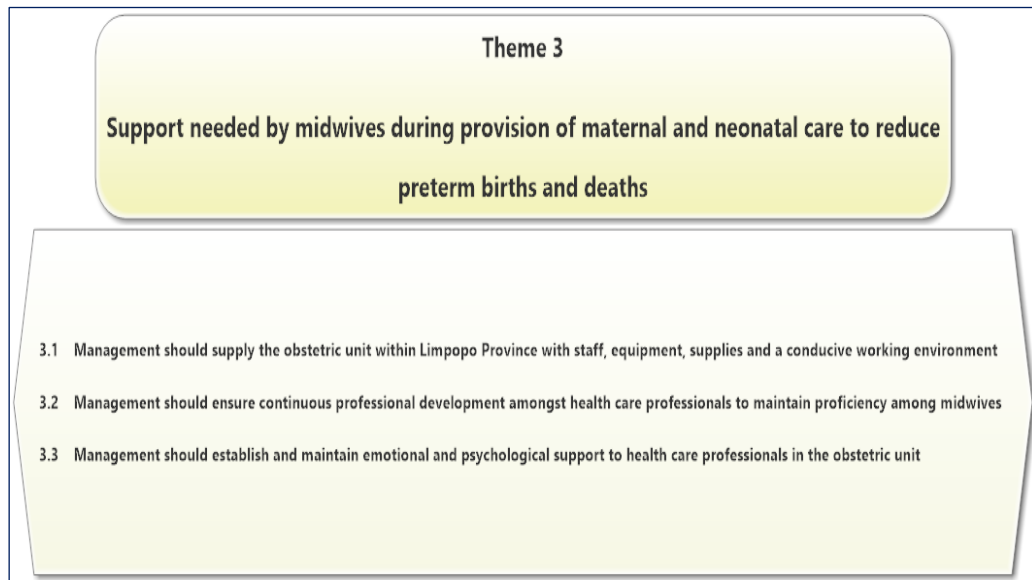 Theme 3
Support needed by midwives during provision of maternal and neonatal care to reduce
preterm births and deaths
3.1 Management should supply the obstetric unit within Limpopo Province with staff, equipment, supplies and a conducive working environment
3.2 Management should ensure continuous professional development amongst health care professionals to maintain proficiency among midwives
3.3 Management should establish and maintain emotional and psychological support to health care professionals in the obstetric unit